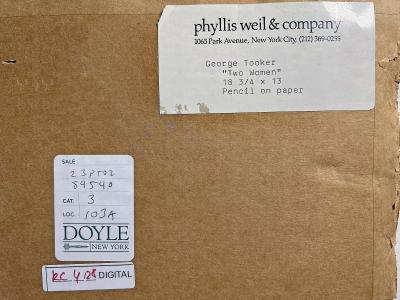 phyllis weil & company
1065 Park Avenue, New York City, (212) 369-0255
George Tooker
"Two Women"
18 3/4 x 13
Pencil on paper
SALE
23PT02
89540
CAT. 3
LOC. 103A
DOYLE
NEW YORK
DIGITAL